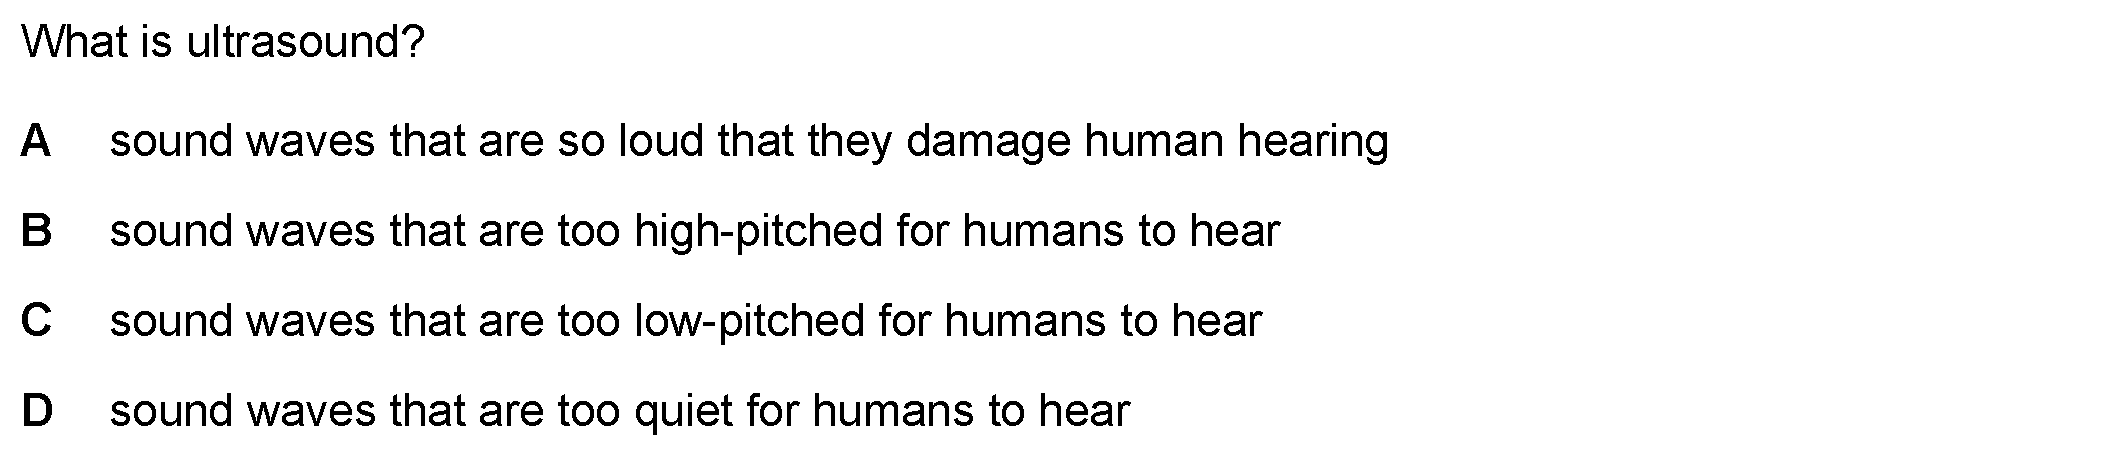 What is ultrasound?
A sound waves that are so loud that they damage human hearing
B sound waves that are too high-pitched for humans to hear
C sound waves that are too low-pitched for humans to hear
D sound waves that are too quiet for humans to hear